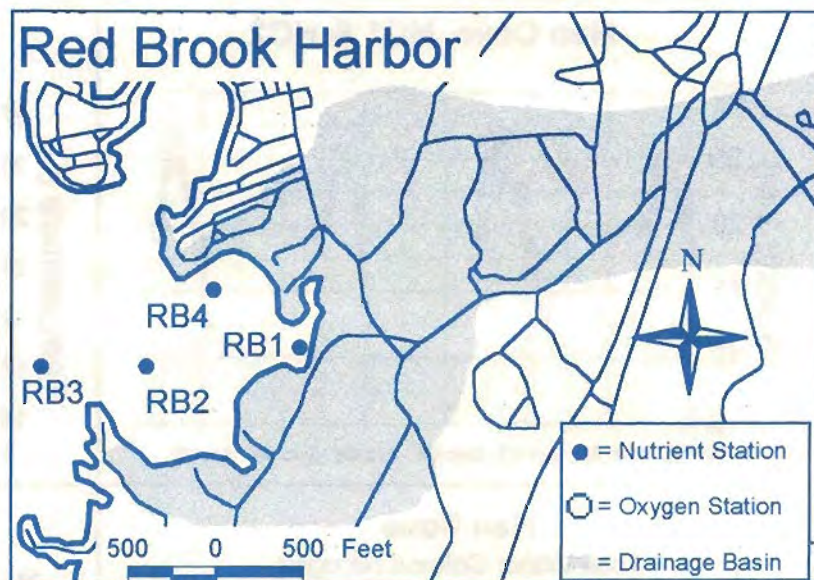 Red Brook Harbor
N
RB4
RB1
RB3
RB2
= Nutrient Station
= Oxygen Station
= Drainage Basin
500 0 500 Feet